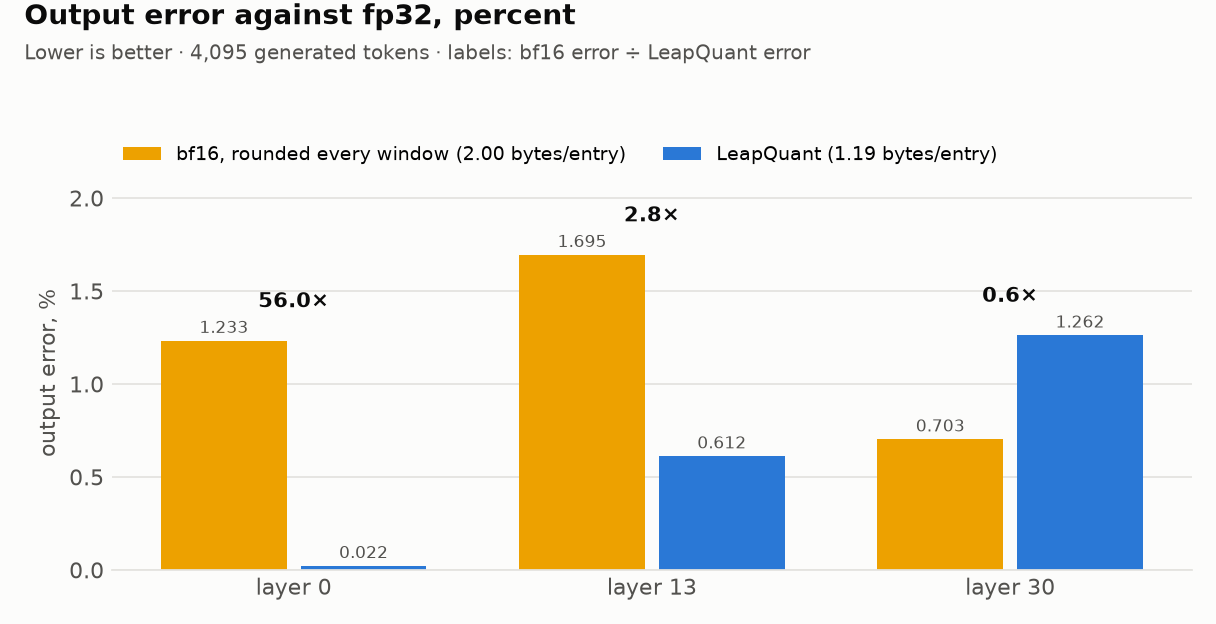 Output error against fp32, percent
Lower is better · 4,095 generated tokens · labels: bf16 error ÷ LeapQuant error
bf16, rounded every window (2.00 bytes/entry)
LeapQuant (1.19 bytes/entry)
output error, %
2.0
1.5
1.0
0.5
0.0
56.0×
1.233
0.022
2.8×
1.695
0.612
0.6×
0.703
1.262
layer 0
layer 13
layer 30